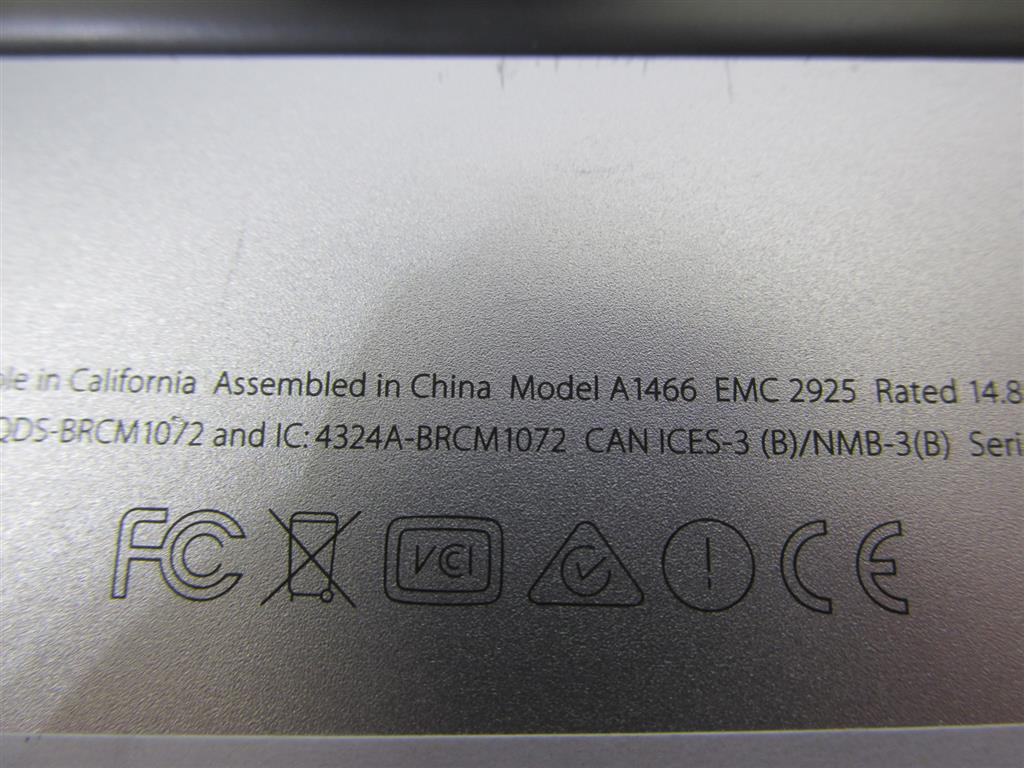 in California Assembled in China Model A1466 EMC 2925 Rated 14.8
QDS-BRCM1072 and IC: 4324A-BRCM1072 CAN ICES-3 (B)/NMB-3(B) Seri
FC VCI ! CE